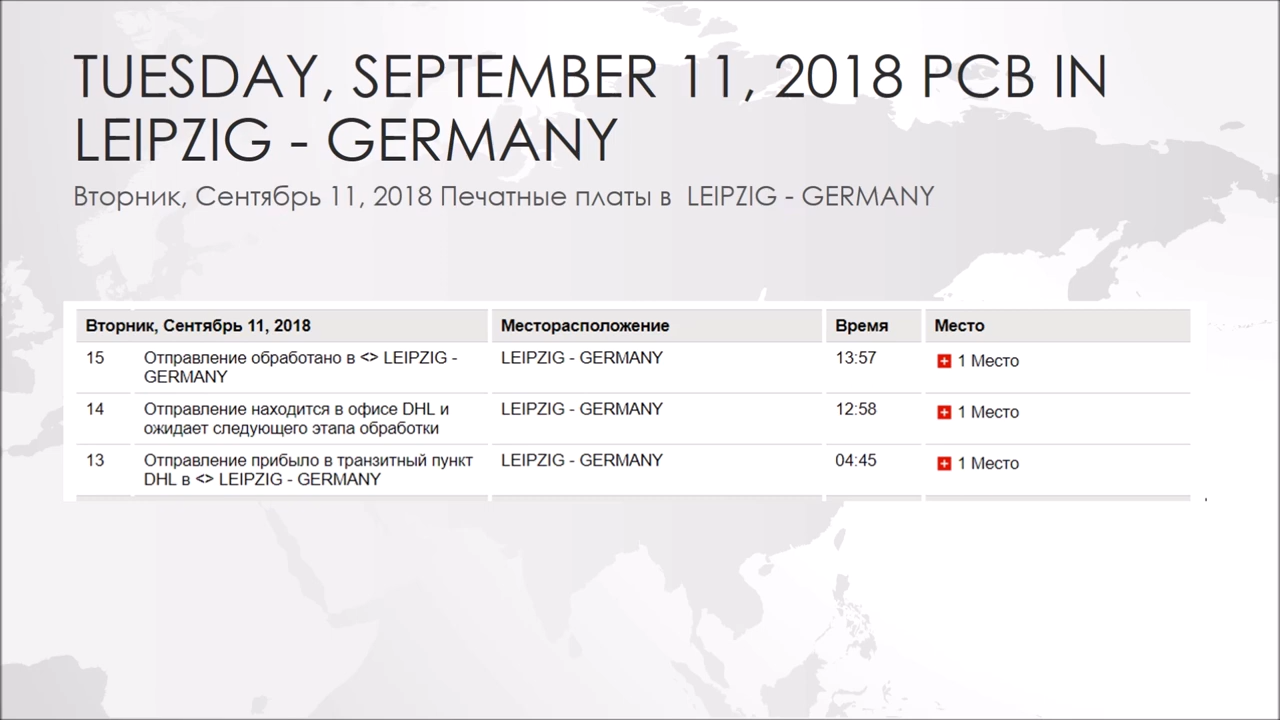 TUESDAY, SEPTEMBER 11, 2018 PCB IN
LEIPZIG - GERMANY
Вторник, Сентябрь 11, 2018 Печатные платы в LEIPZIG - GERMANY
Вторник, Сентябрь 11, 2018 Месторасположение Время Место
15 Отправление обработано в <> LEIPZIG - LEIPZIG - GERMANY 13:57 1 Место
GERMANY
14 Отправление находится в офисе DHL и LEIPZIG - GERMANY 12:58 1 Место
ожидает следующего этапа обработки
13 Отправление прибыло в транзитный пункт LEIPZIG - GERMANY 04:45 1 Место
DHL в <> LEIPZIG - GERMANY